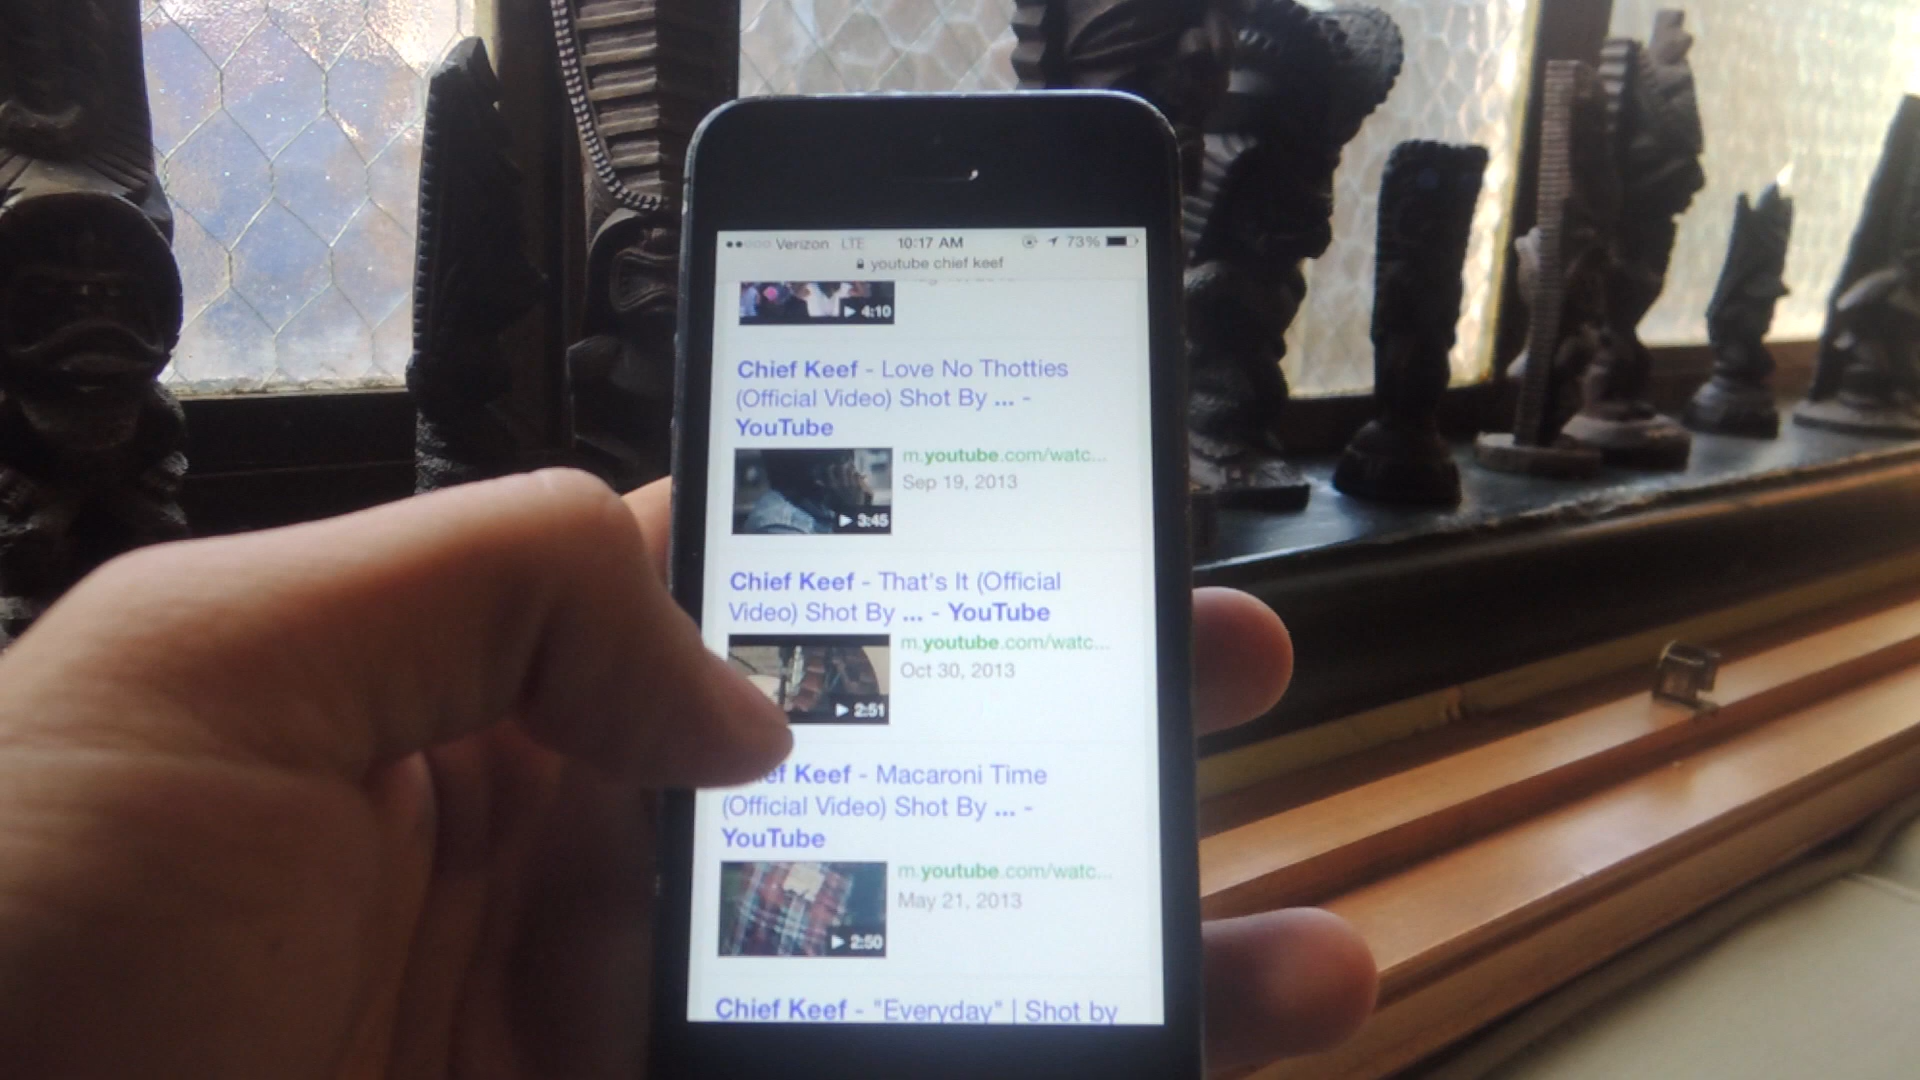 Verizon LTE 10:17 AM 73%
youtube chief keef
4:10
Chief Keef - Love No Thotties
(Official Video) Shot By ... -
YouTube
m.youtube.com/watc...
Sep 19, 2013
3:45
Chief Keef - That's It (Official
Video) Shot By ... - YouTube
m.youtube.com/watc...
Oct 30, 2013
2:51
ef Keef - Macaroni Time
(Official Video) Shot By ... -
YouTube
m.youtube.com/watc...
May 21, 2013
2:50
Chief Keef - "Everyday" | Shot by